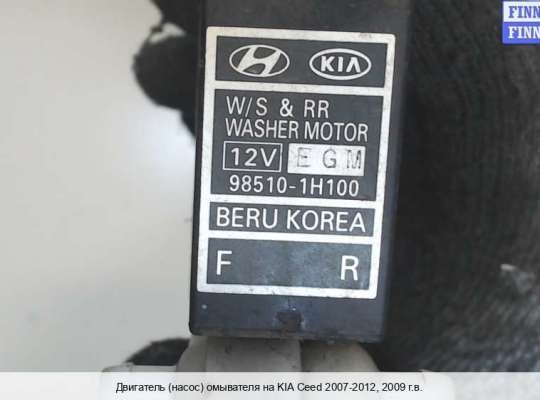 FINN
FINN
KIA
W/S & RR
WASHER MOTOR
12V EGM
98510-1H100
BERU KOREA
F R
Двигатель (насос) омывателя на KIA Ceed 2007-2012, 2009 г.в.